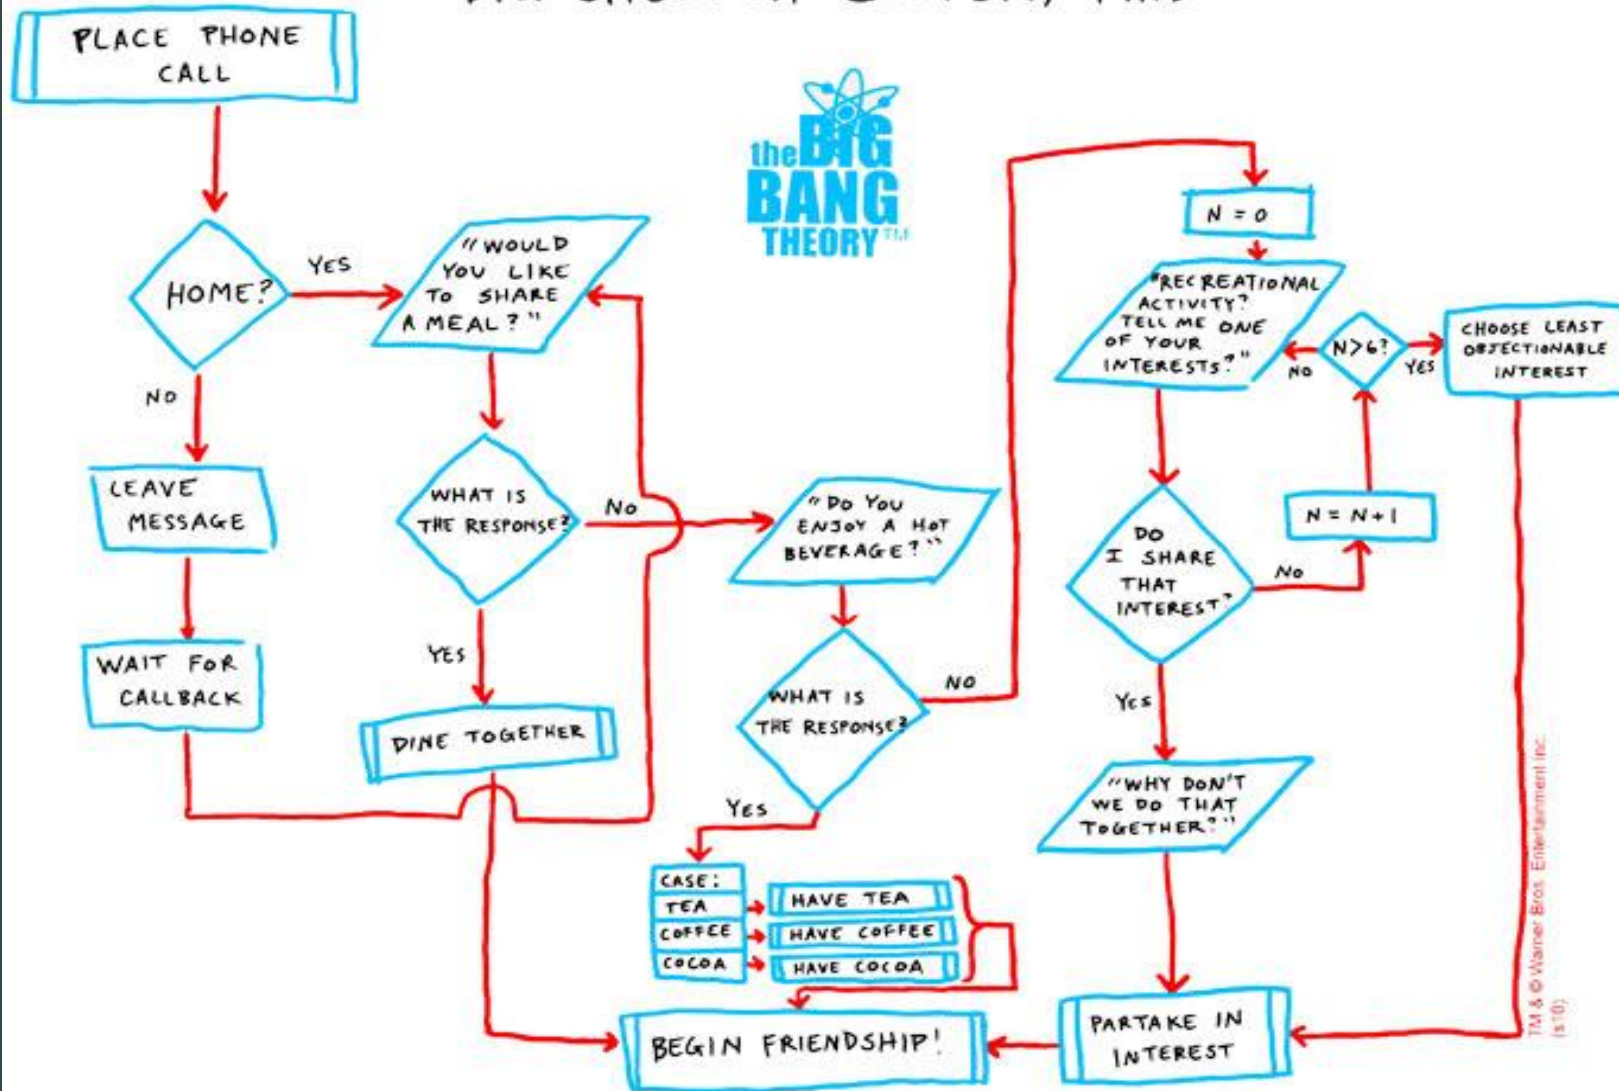 PLACE PHONE
CALL
the BIG
BANG
THEORY™
HOME?
YES
NO
"WOULD
YOU LIKE
TO SHARE
A MEAL?"
LEAVE
MESSAGE
WAIT FOR
CALLBACK
WHAT IS
THE RESPONSE?
NO
YES
DINE TOGETHER
"DO YOU
ENJOY A HOT
BEVERAGE?"
WHAT IS
THE RESPONSE?
NO
YES
CASE:
TEA
HAVE TEA
COFFEE
HAVE COFFEE
COCOA
HAVE COCOA
N = 0
"RECREATIONAL
ACTIVITY?
TELL ME ONE
OF YOUR
INTERESTS?"
N>6?
NO
YES
CHOOSE LEAST
OBJECTIONABLE
INTEREST
N = N+1
DO
I SHARE
THAT
INTEREST?
NO
YES
"WHY DON'T
WE DO THAT
TOGETHER?"
PARTAKE IN
INTEREST
BEGIN FRIENDSHIP!
TM & © Warner Bros. Entertainment Inc.
(s10)